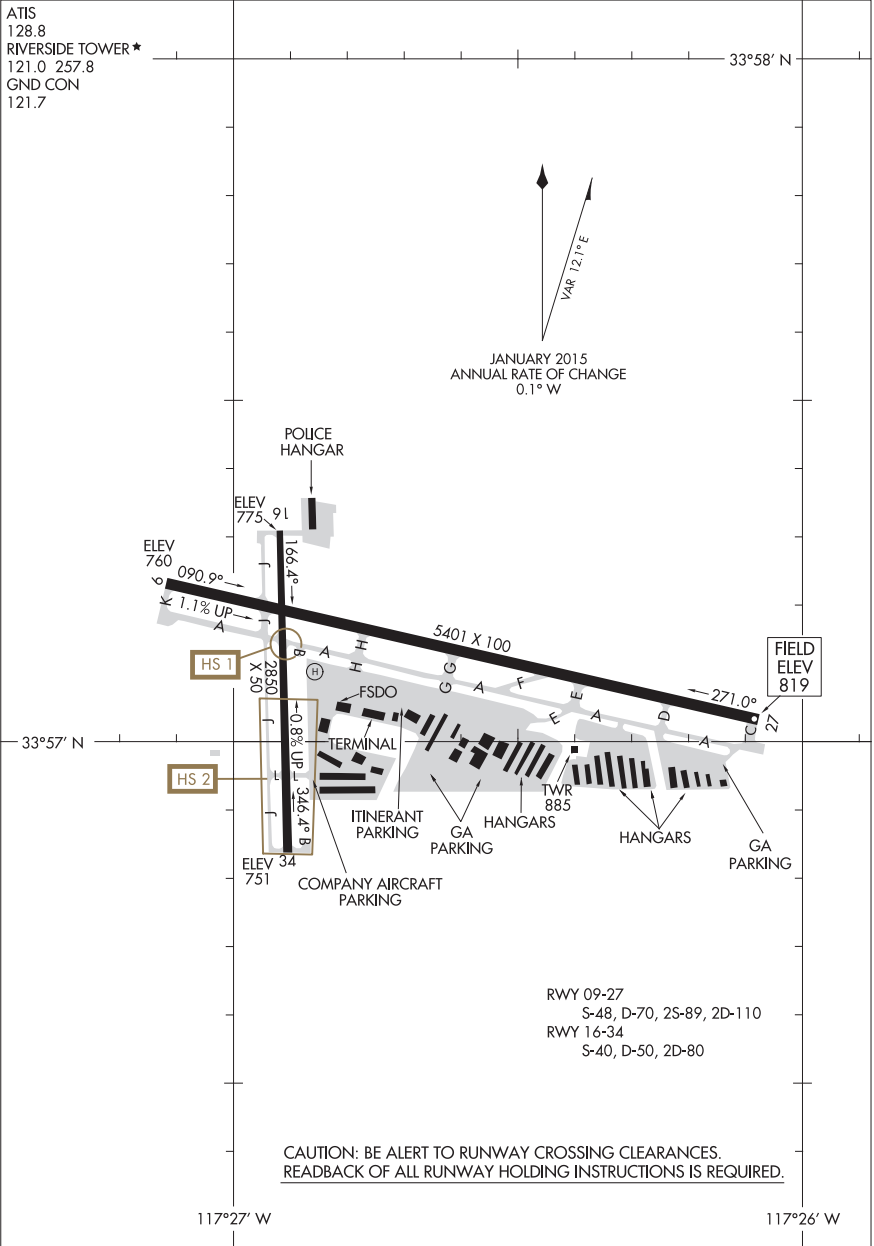 ATIS
128.8
RIVERSIDE TOWER★
121.0 257.8
GND CON
121.7
33°58' N
VAR 12.1° E
JANUARY 2015
ANNUAL RATE OF CHANGE
0.1° W
POLICE
HANGAR
ELEV
775
16
J
166.4°
ELEV
760
9
090.9°
K
1.1% UP
A
J
5401 X 100
HS 1
B
A
H
H
H
2850
X 50
G
G
A
F
E
E
A
D
A
C
271.0°
27
FIELD
ELEV
819
FSDO
TERMINAL
J
0.8% UP
33°57' N
HS 2
L
L
J
346.4°
B
ELEV
751
34
ITINERANT
PARKING
GA
PARKING
HANGARS
TWR
885
HANGARS
GA
PARKING
COMPANY AIRCRAFT
PARKING
RWY 09-27
S-48, D-70, 2S-89, 2D-110
RWY 16-34
S-40, D-50, 2D-80
CAUTION: BE ALERT TO RUNWAY CROSSING CLEARANCES.
READBACK OF ALL RUNWAY HOLDING INSTRUCTIONS IS REQUIRED.
117°27' W
117°26' W